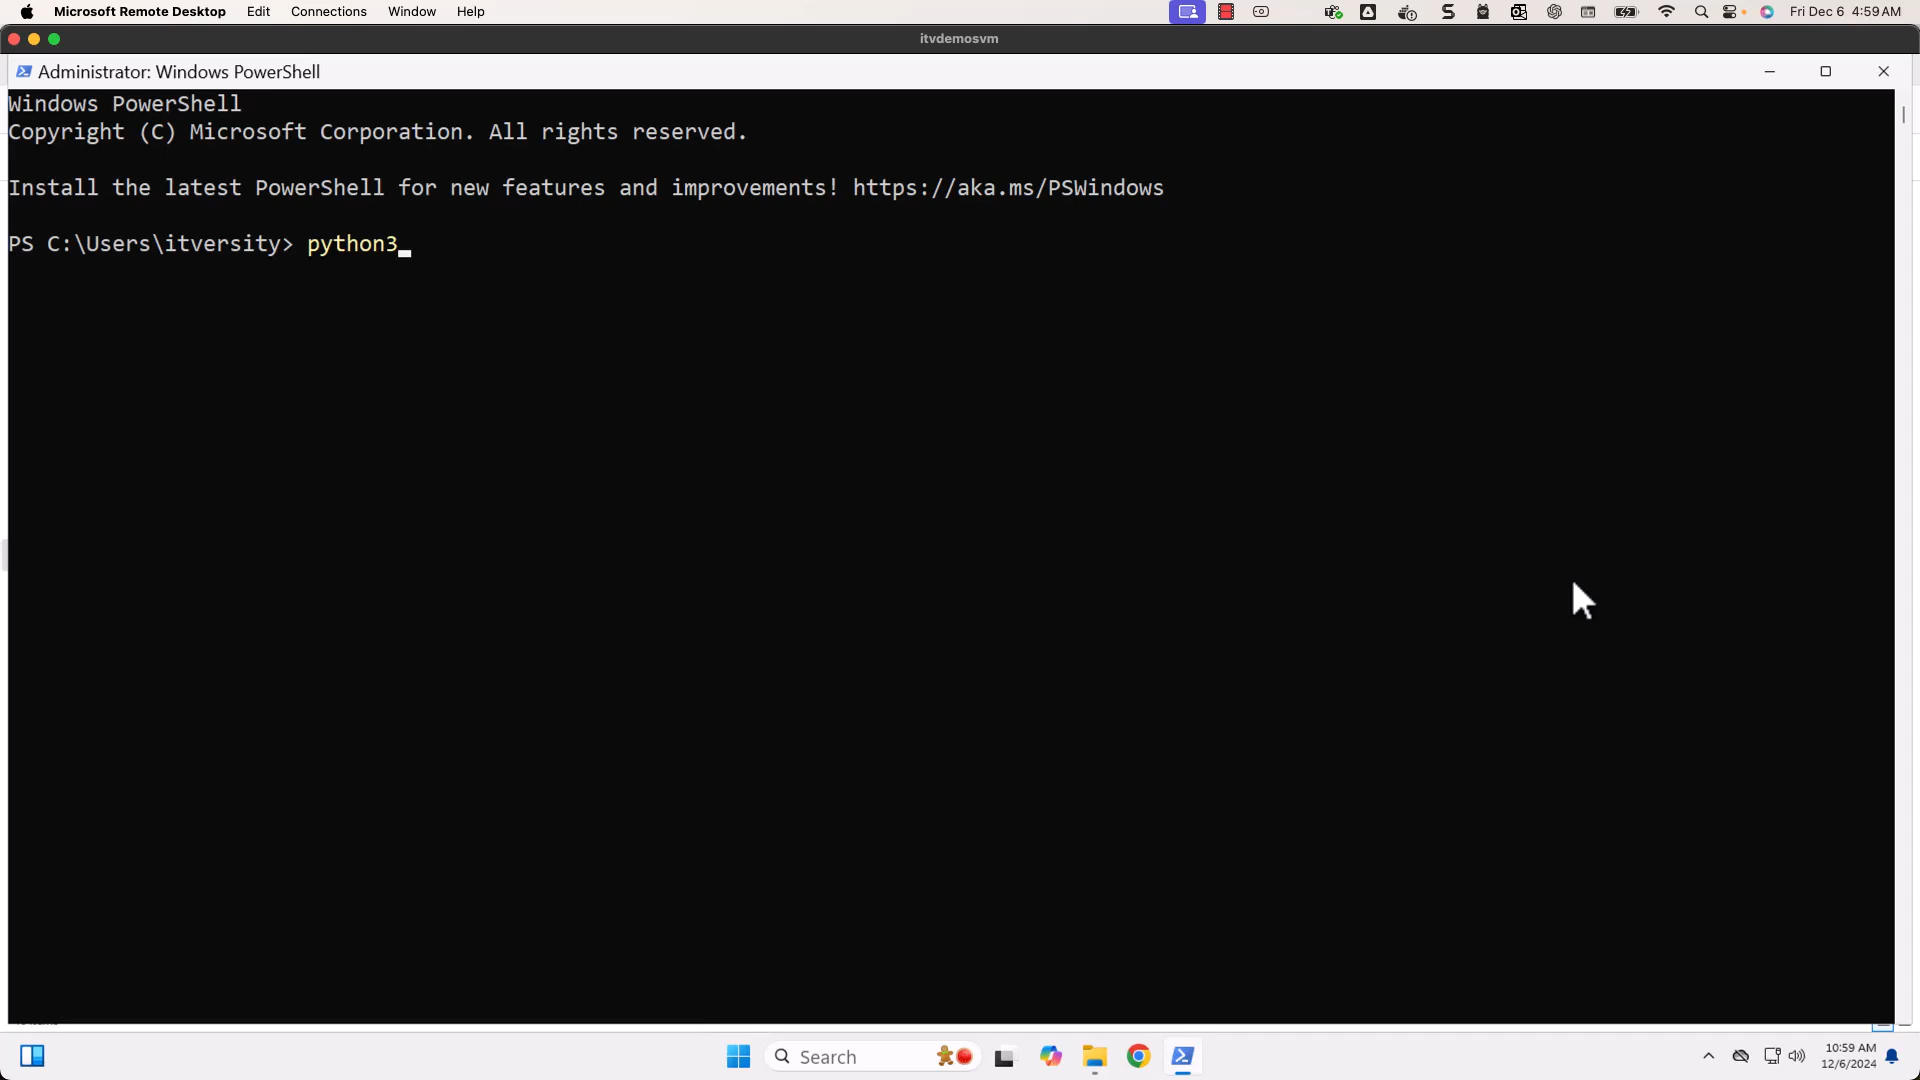 Microsoft Remote Desktop Edit Connections Window Help
Fri Dec 6 4:59 AM
itvdemosvm
Administrator: Windows PowerShell
Windows PowerShell
Copyright (C) Microsoft Corporation. All rights reserved.
Install the latest PowerShell for new features and improvements! https://aka.ms/PSWindows
PS C:\Users\itversity> python3
Search
10:59 AM
12/6/2024